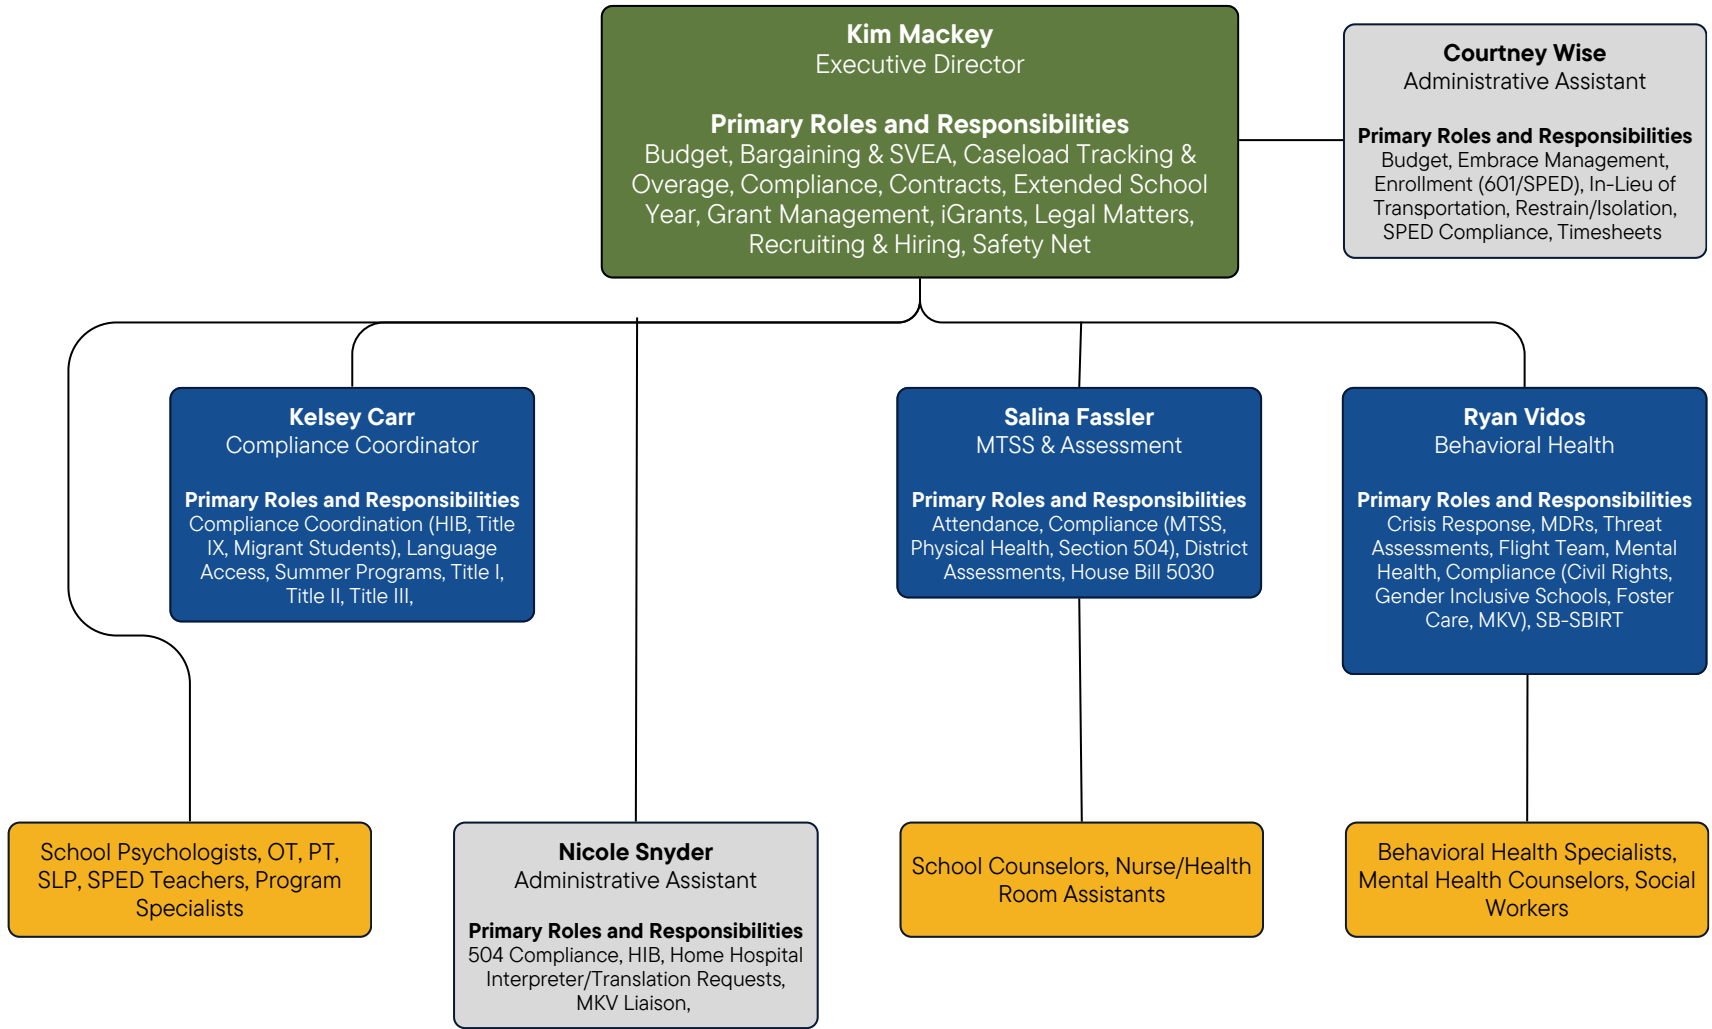 Kim Mackey
Executive Director
Primary Roles and Responsibilities
Budget, Bargaining & SVEA, Caseload Tracking &
Overage, Compliance, Contracts, Extended School
Year, Grant Management, iGrants, Legal Matters,
Recruiting & Hiring, Safety Net
Courtney Wise
Administrative Assistant
Primary Roles and Responsibilities
Budget, Embrace Management,
Enrollment (601/SPED), In-Lieu of
Transportation, Restrain/Isolation,
SPED Compliance, Timesheets
Kelsey Carr
Compliance Coordinator
Primary Roles and Responsibilities
Compliance Coordination (HIB, Title
IX, Migrant Students), Language
Access, Summer Programs, Title I,
Title II, Title III,
Salina Fassler
MTSS & Assessment
Primary Roles and Responsibilities
Attendance, Compliance (MTSS,
Physical Health, Section 504), District
Assessments, House Bill 5030
Ryan Vidos
Behavioral Health
Primary Roles and Responsibilities
Crisis Response, MDRs, Threat
Assessments, Flight Team, Mental
Health, Compliance (Civil Rights,
Gender Inclusive Schools, Foster
Care, MKV), SB-SBIRT
School Psychologists, OT, PT,
SLP, SPED Teachers, Program
Specialists
Nicole Snyder
Administrative Assistant
Primary Roles and Responsibilities
504 Compliance, HIB, Home Hospital
Interpreter/Translation Requests,
MKV Liaison,
School Counselors, Nurse/Health
Room Assistants
Behavioral Health Specialists,
Mental Health Counselors, Social
Workers